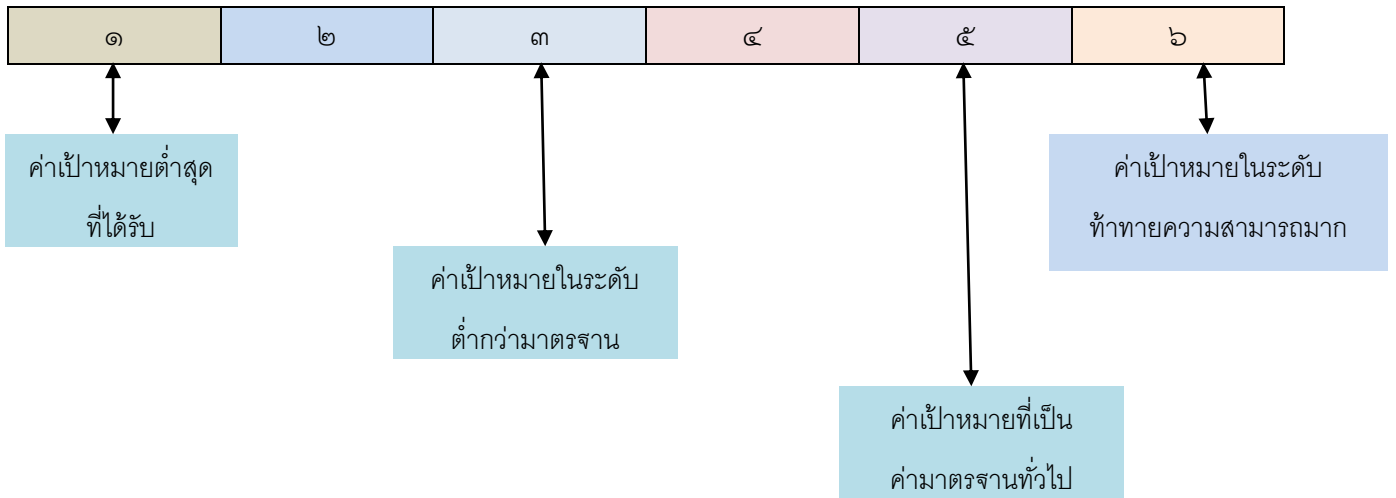 ๑ ๒ ๓ ๔ ๕ ๖
ค่าเป้าหมายต่ำสุด
ที่ได้รับ
ค่าเป้าหมายในระดับ
ต่ำกว่ามาตรฐาน
ค่าเป้าหมายที่เป็น
ค่ามาตรฐานทั่วไป
ค่าเป้าหมายในระดับ
ท้าทายความสามารถมาก